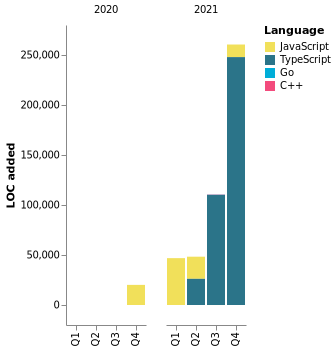 2020 2021
Language
JavaScript
TypeScript
Go
C++
LOC added
250,000
200,000
150,000
100,000
50,000
0
Q1 Q2 Q3 Q4 Q1 Q2 Q3 Q4